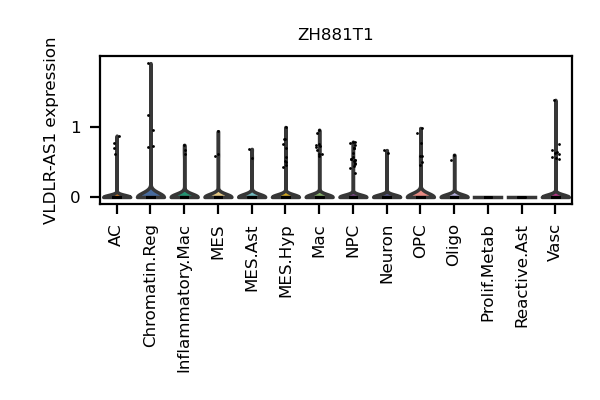 ZH881T1
VLDLR-AS1 expression
1
0
AC
Chromatin.Reg
Inflammatory.Mac
MES
MES.Ast
MES.Hyp
Mac
NPC
Neuron
OPC
Oligo
Prolif.Metab
Reactive.Ast
Vasc